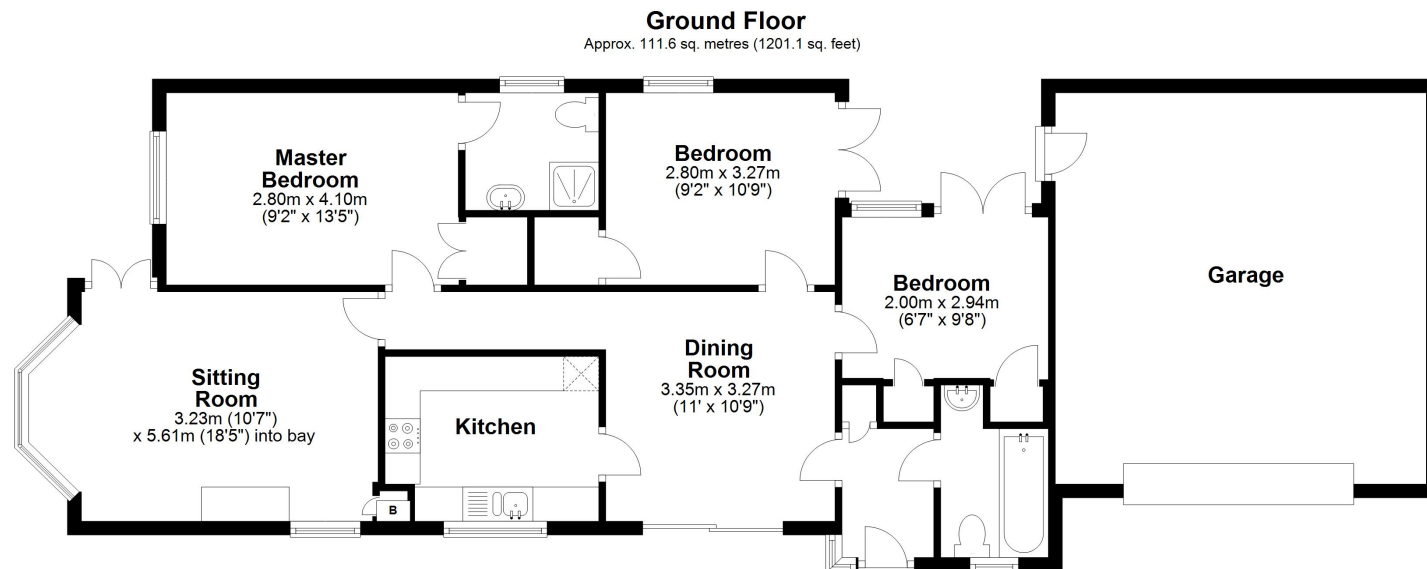 Ground Floor
Approx. 111.6 sq. metres (1201.1 sq. feet)
Master
Bedroom
2.80m x 4.10m
(9'2" x 13'5")
Bedroom
2.80m x 3.27m
(9'2" x 10'9")
Bedroom
2.00m x 2.94m
(6'7" x 9'8")
Garage
Sitting
Room
3.23m (10'7")
x 5.61m (18'5") into bay
Kitchen
Dining
Room
3.35m x 3.27m
(11' x 10'9")
B